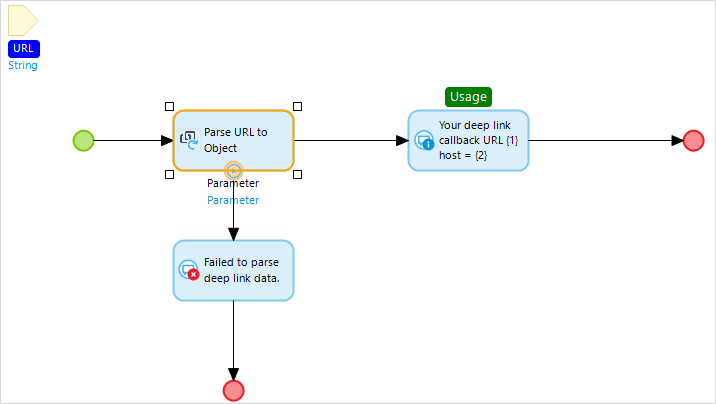 URL
String
Usage
Parse URL to
Object
Your deep link
callback URL {1}
host = {2}
Parameter
Parameter
Failed to parse
deep link data.